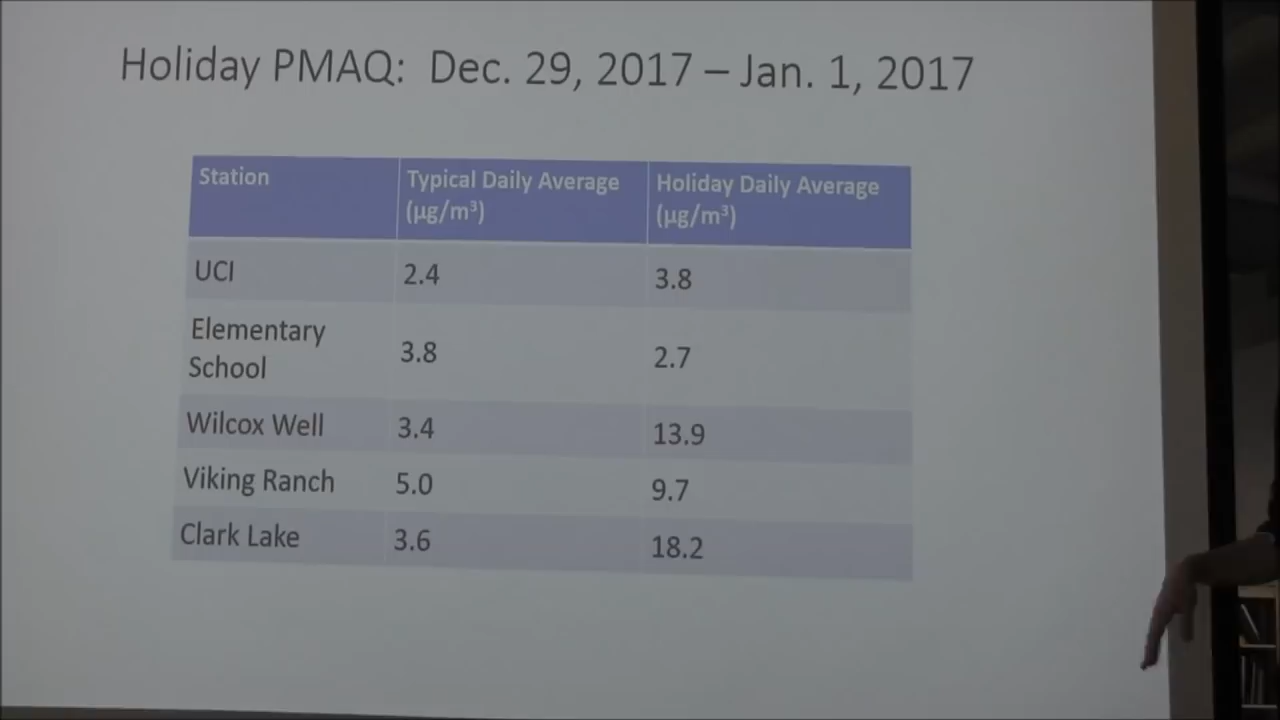 Holiday PMAQ: Dec. 29, 2017 – Jan. 1, 2017
Station
Typical Daily Average
(µg/m³)
Holiday Daily Average
(µg/m³)
UCI
2.4
3.8
Elementary
School
3.8
2.7
Wilcox Well
3.4
13.9
Viking Ranch
5.0
9.7
Clark Lake
3.6
18.2